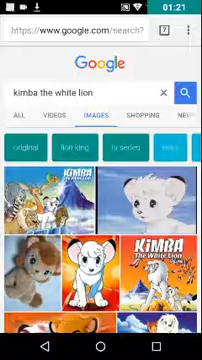 01:21
https://www.google.com/search?
7
Google
kimba the white lion
ALL VIDEOS IMAGES SHOPPING NEW
original lion king tv series
KIMBA
KiMBA
The White Lion